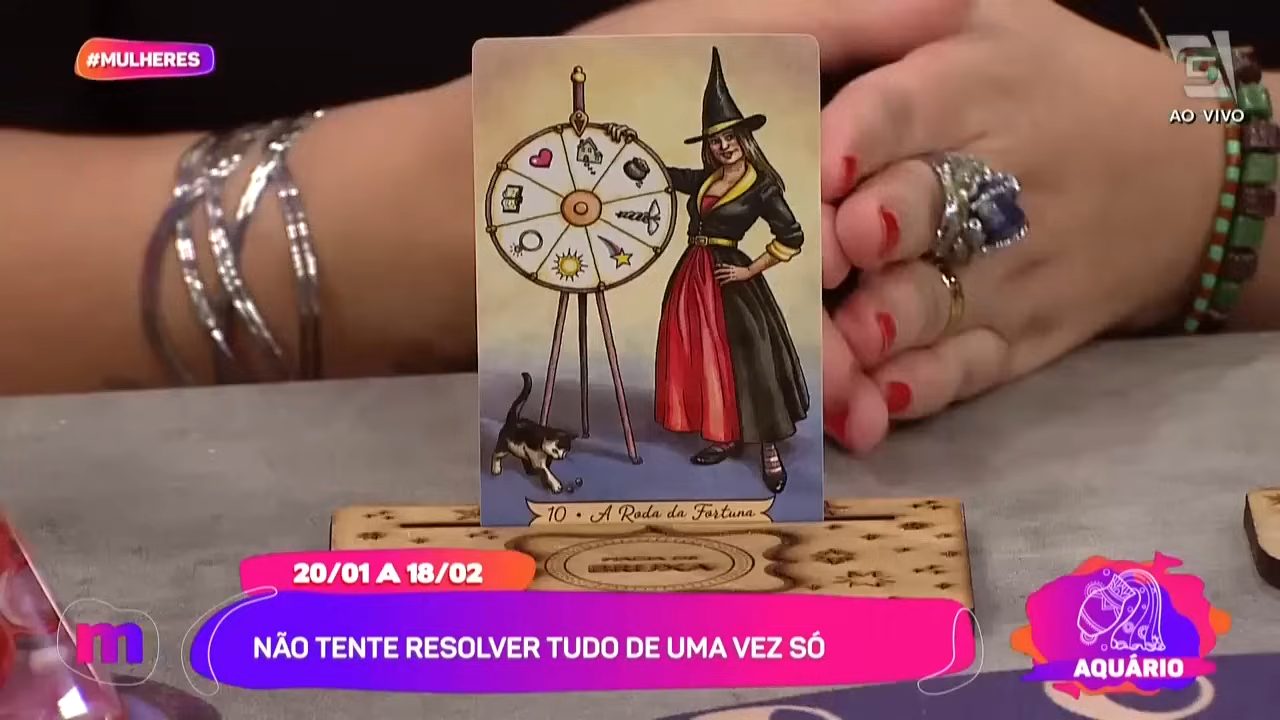 #MULHERES
AO VIVO
10 • A Roda da Fortuna
BRUXA
20/01 A 18/02
m
NÃO TENTE RESOLVER TUDO DE UMA VEZ SÓ
AQUÁRIO